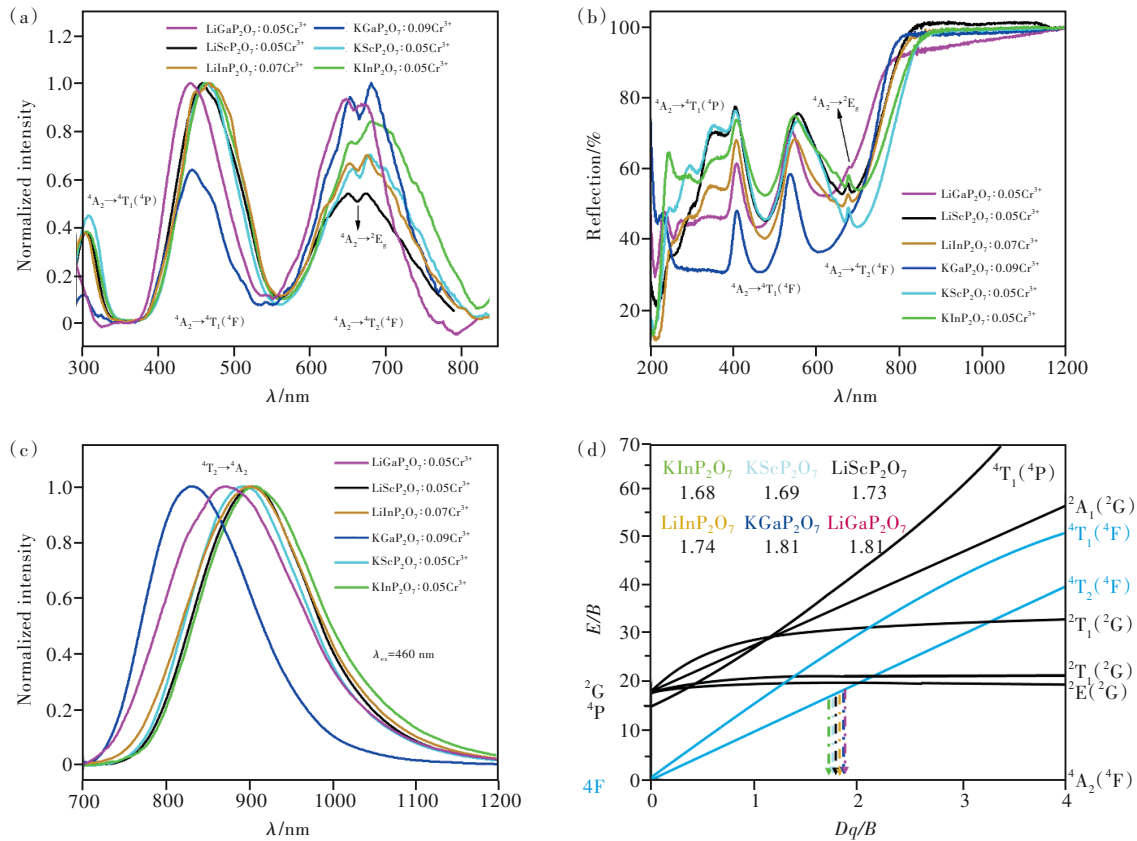 (a)
Normalized intensity
1.2
1.0
0.8
0.6
0.4
0.2
0
LiGaP₂O₇:0.05Cr³⁺
LiScP₂O₇:0.05Cr³⁺
LiInP₂O₇:0.07Cr³⁺
KGaP₂O₇:0.09Cr³⁺
KScP₂O₇:0.05Cr³⁺
KInP₂O₇:0.05Cr³⁺
⁴A₂→⁴T₁(⁴P)
⁴A₂→²E_g
⁴A₂→⁴T₁(⁴F)
⁴A₂→⁴T₂(⁴F)
300 400 500 600 700 800
λ/nm
(b)
Reflection/%
100
80
60
40
20
⁴A₂→⁴T₁(⁴P)
⁴A₂→²E_g
LiGaP₂O₇:0.05Cr³⁺
LiScP₂O₇:0.05Cr³⁺
LiInP₂O₇:0.07Cr³⁺
KGaP₂O₇:0.09Cr³⁺
KScP₂O₇:0.05Cr³⁺
KInP₂O₇:0.05Cr³⁺
⁴A₂→⁴T₂(⁴F)
⁴A₂→⁴T₁(⁴F)
200 400 600 800 1000 1200
λ/nm
(c)
Normalized intensity
1.0
0.8
0.6
0.4
0.2
0
⁴T₂→⁴A₂
LiGaP₂O₇:0.05Cr³⁺
LiScP₂O₇:0.05Cr³⁺
LiInP₂O₇:0.07Cr³⁺
KGaP₂O₇:0.09Cr³⁺
KScP₂O₇:0.05Cr³⁺
KInP₂O₇:0.05Cr³⁺
λ_ex=460 nm
700 800 900 1000 1100 1200
λ/nm
(d)
E/B
70
60
50
40
30
20
10
0
²G
⁴P
4F
KInP₂O₇ KScP₂O₇ LiScP₂O₇
1.68 1.69 1.73
LiInP₂O₇ KGaP₂O₇ LiGaP₂O₇
1.74 1.81 1.81
⁴T₁(⁴P)
²A₁(²G)
⁴T₁(⁴F)
⁴T₂(⁴F)
²T₁(²G)
²T₁(²G)
²E(²G)
⁴A₂(⁴F)
0 1 2 3 4
Dq/B